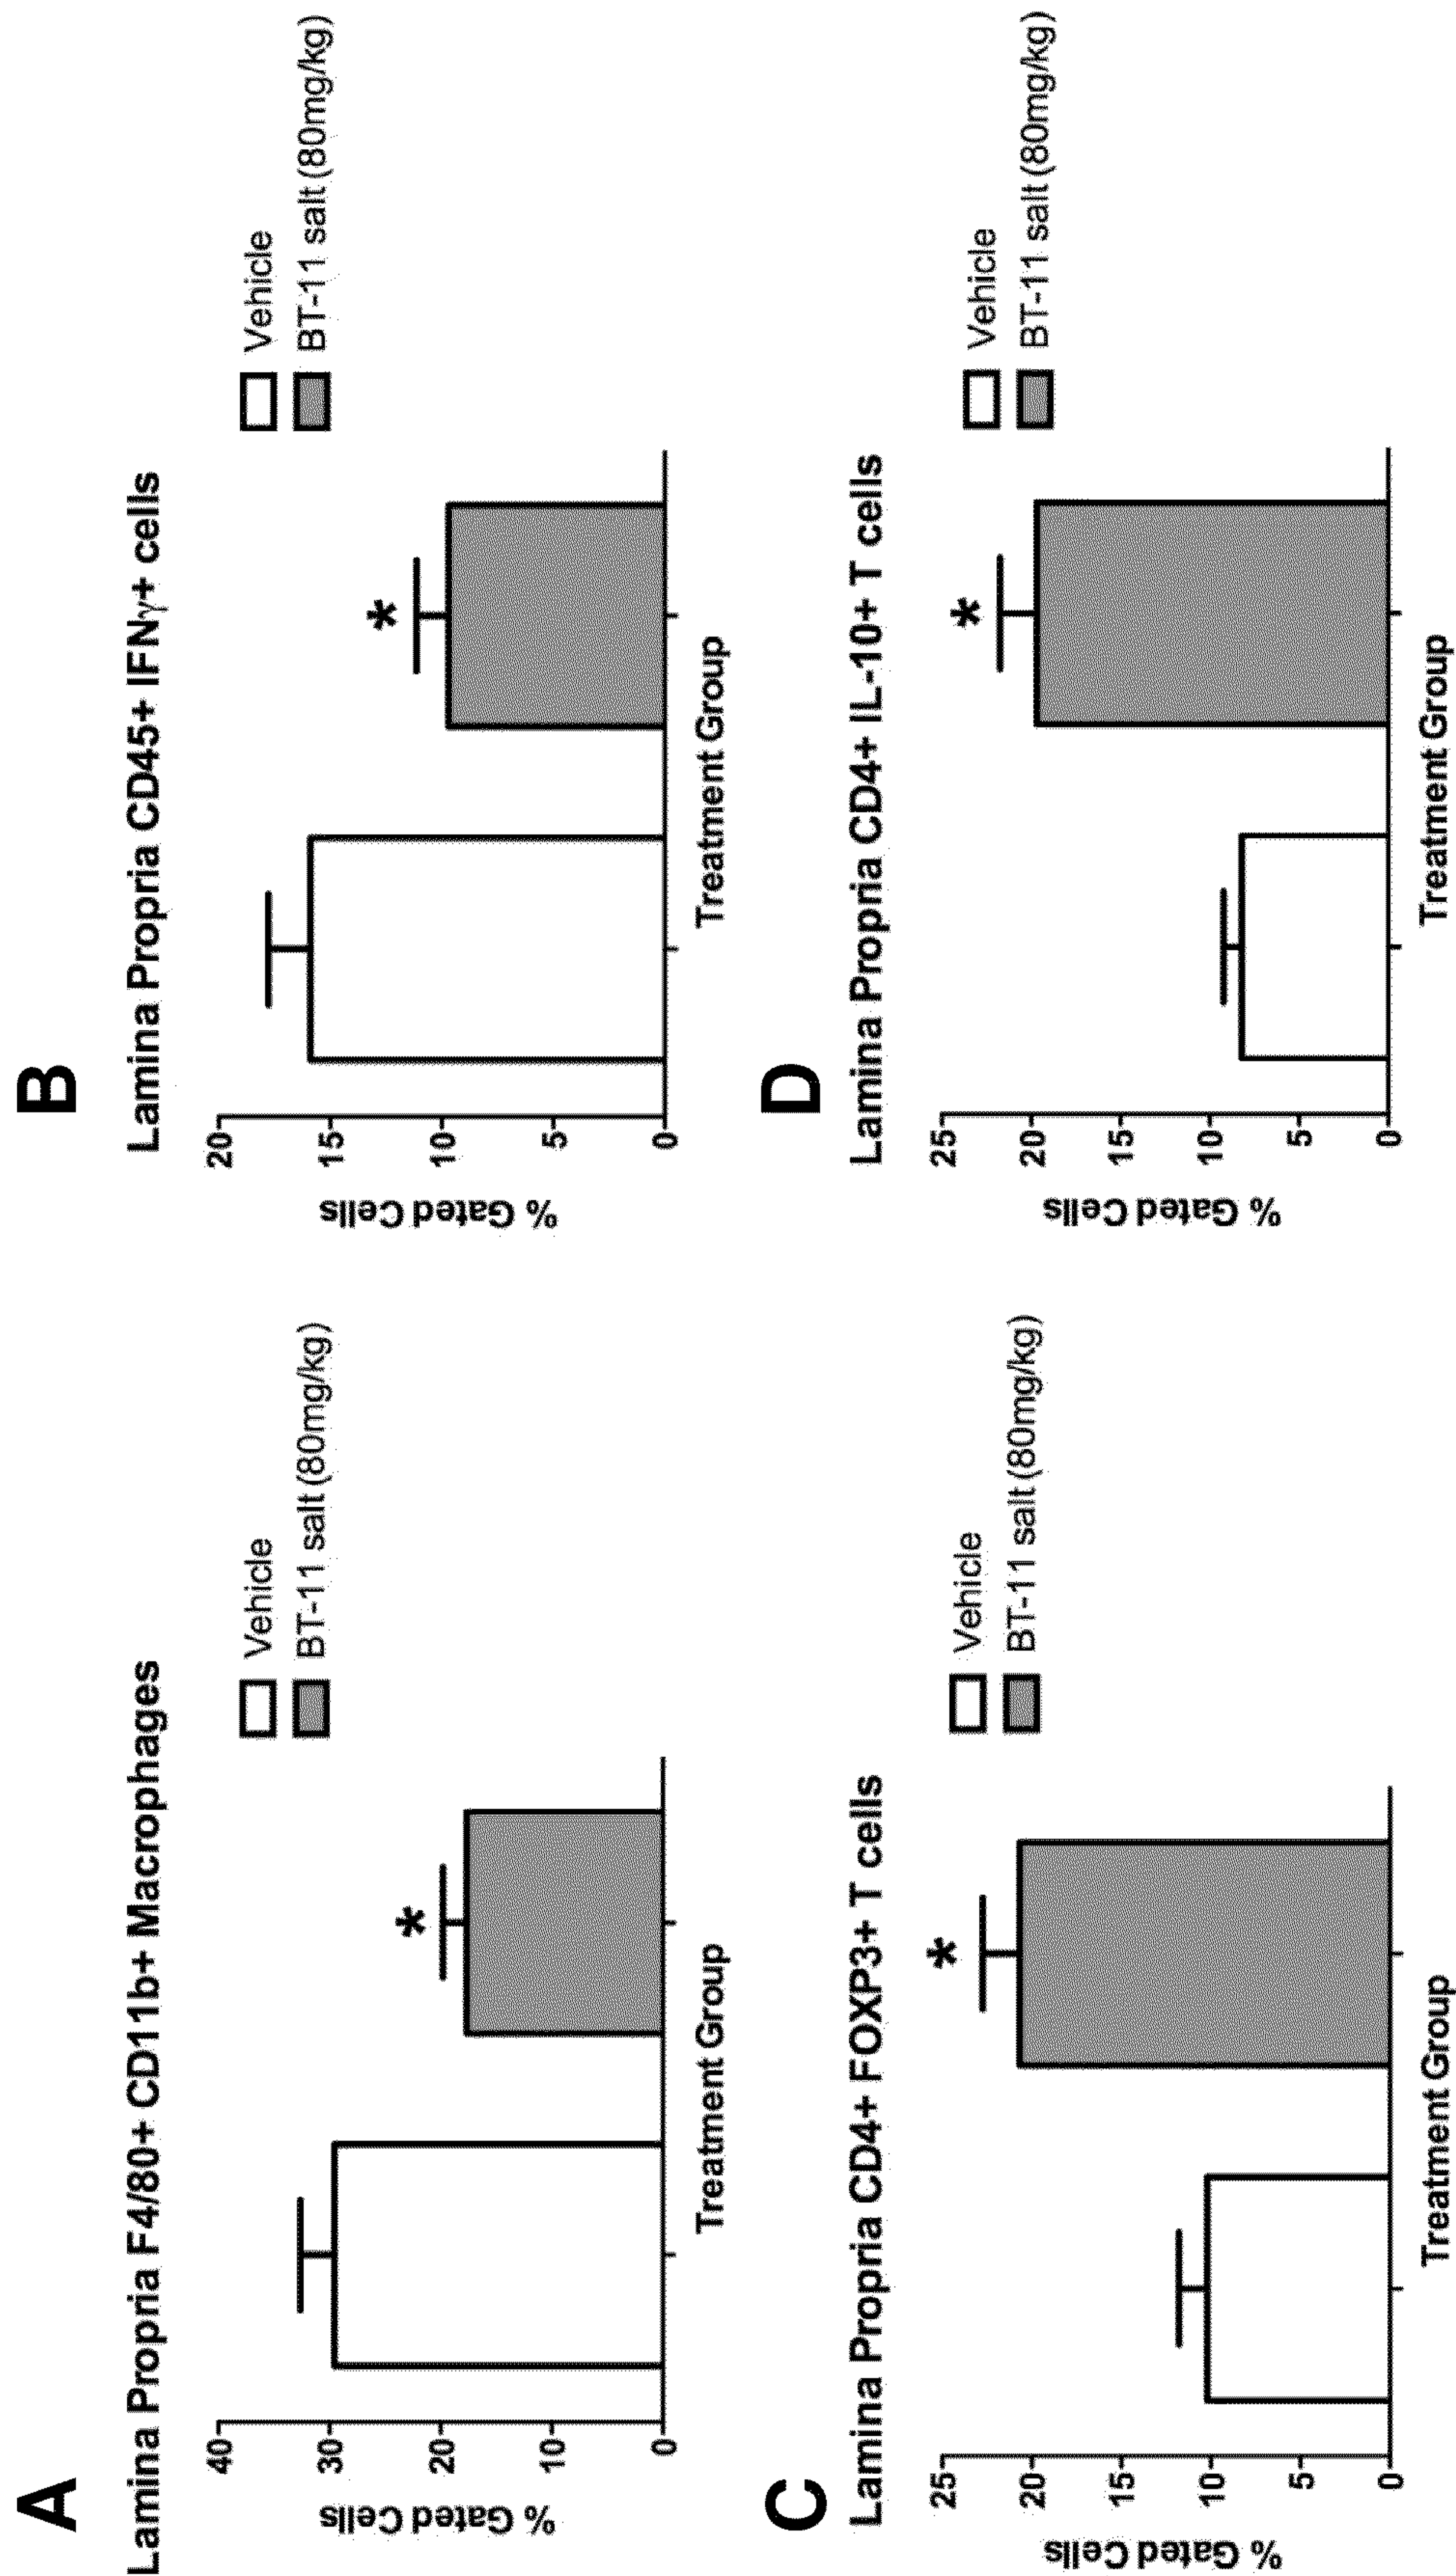 A
Lamina Propria F4/80+ CD11b+ Macrophages
% Gated Cells
40
30
20
10
0
*
Treatment Group
Vehicle
BT-11 salt (80mg/kg)
B
Lamina Propria CD45+ IFNγ+ cells
% Gated Cells
20
15
10
5
0
*
Treatment Group
Vehicle
BT-11 salt (80mg/kg)
C
Lamina Propria CD4+ FOXP3+ T cells
% Gated Cells
25
20
15
10
5
0
*
Treatment Group
Vehicle
BT-11 salt (80mg/kg)
D
Lamina Propria CD4+ IL-10+ T cells
% Gated Cells
25
20
15
10
5
0
*
Treatment Group
Vehicle
BT-11 salt (80mg/kg)